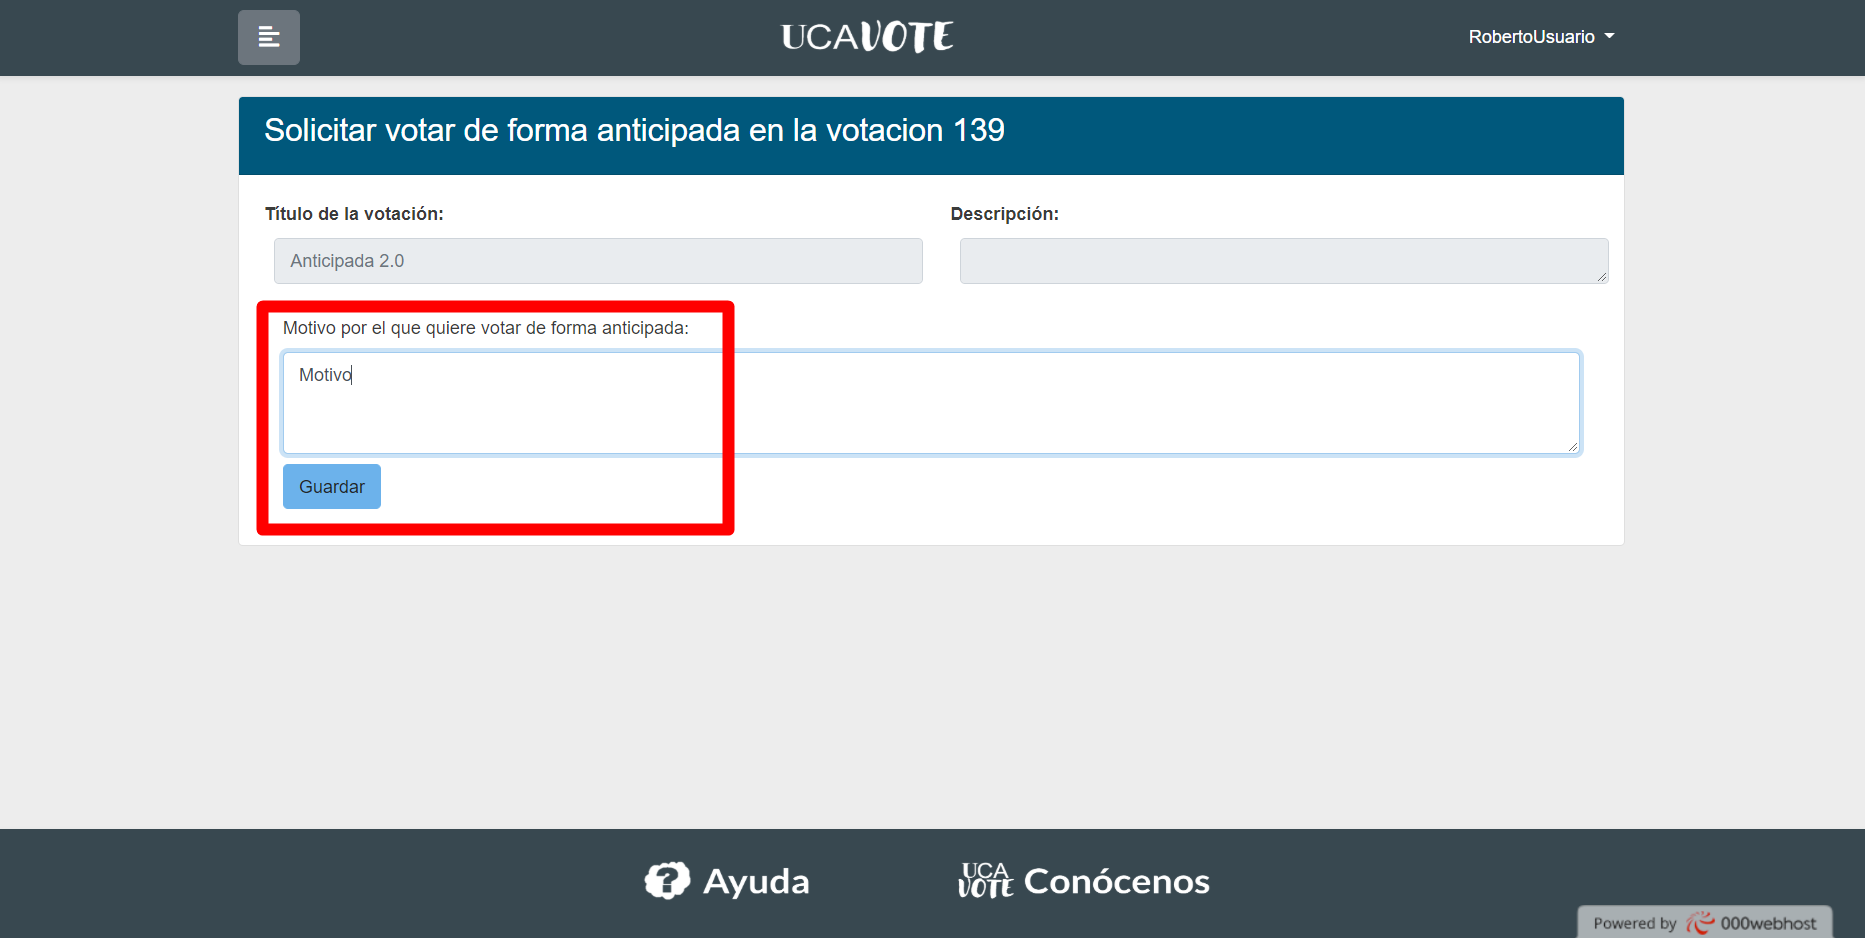 UCAVOTE
RobertoUsuario
Solicitar votar de forma anticipada en la votacion 139
Título de la votación:
Descripción:
Anticipada 2.0
Motivo por el que quiere votar de forma anticipada:
Motivo
Guardar
Ayuda
UCA
VOTE
Conócenos
Powered by 000webhost